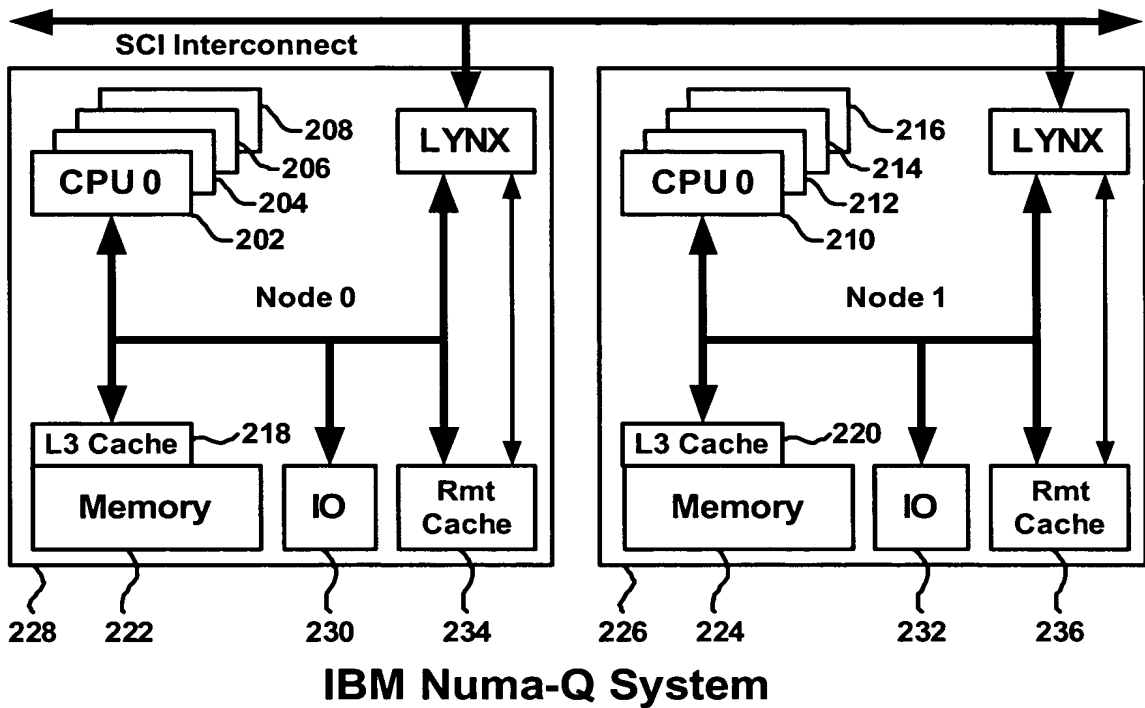 SCI Interconnect
208
206
204
202
CPU 0
LYNX
Node 0
L3 Cache
218
Memory
IO
Rmt
Cache
228
222
230
234
216
214
212
210
CPU 0
LYNX
Node 1
L3 Cache
220
Memory
IO
Rmt
Cache
226
224
232
236
IBM Numa-Q System